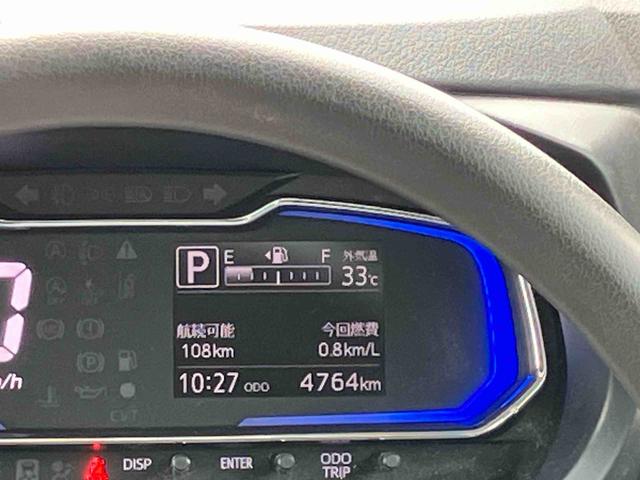 P E F 外気温
33℃
航続可能 今回燃費
108km 0.8km/L
10:27 ODO 4764km
/h
CVT
DISP ENTER ODO
TRIP